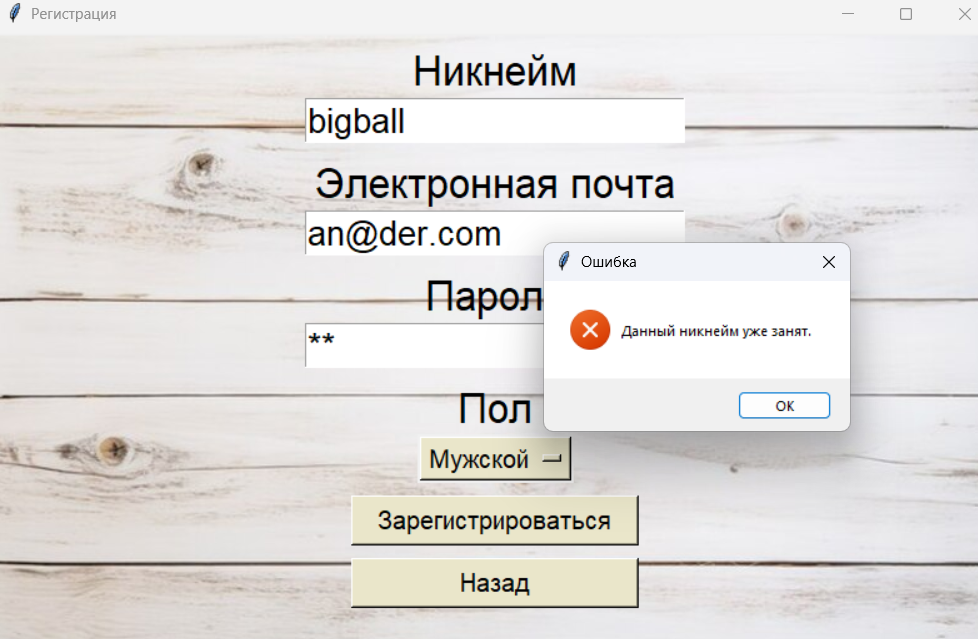 Регистрация
Никнейм
bigball
Электронная почта
an@der.com
Ошибка
Данный никнейм уже занят.
OK
Парол
**
Пол
Мужской
Зарегистрироваться
Назад